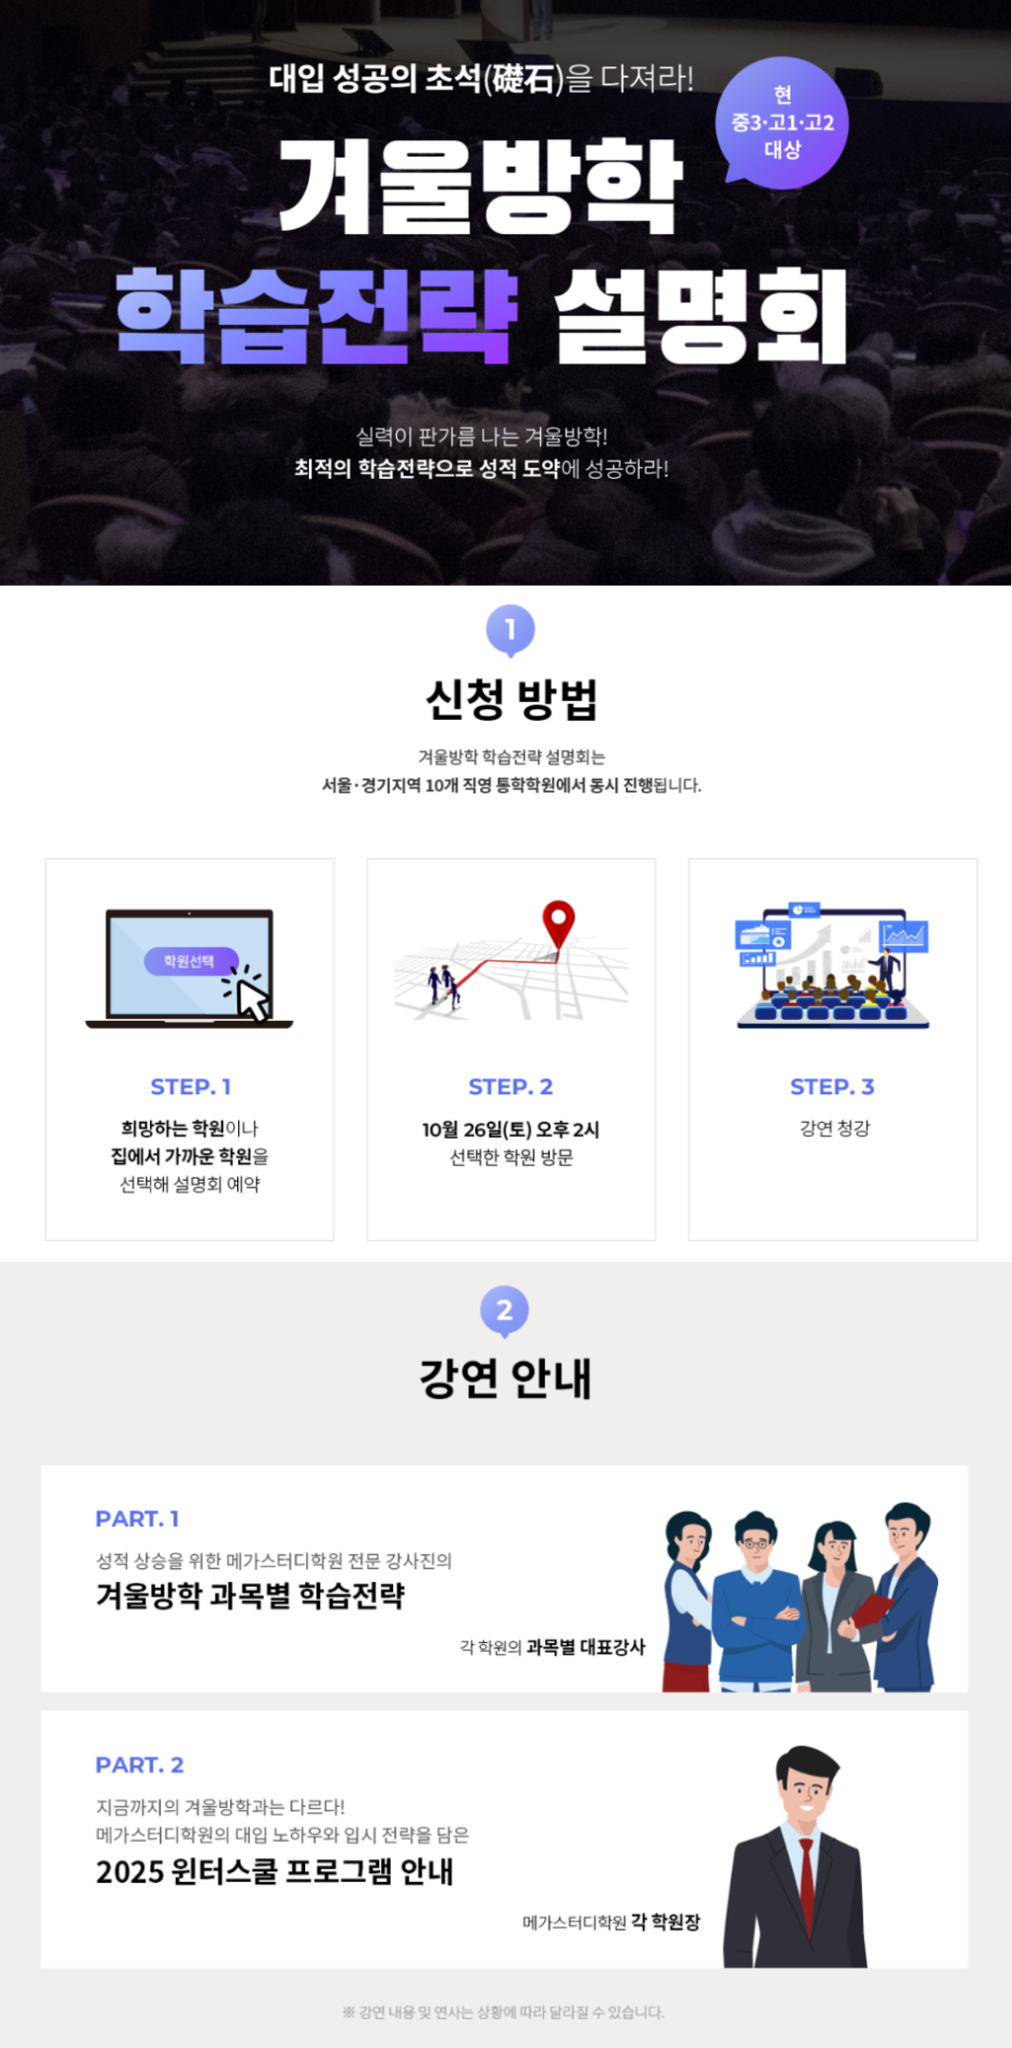 대입 성공의 초석(礎石)을 다져라!
현
중3·고1·고2
대상
겨울방학
학습전략 설명회
실력이 판가름 나는 겨울방학!
최적의 학습전략으로 성적 도약에 성공하라!
1
신청 방법
겨울방학 학습전략 설명회는
서울·경기지역 10개 직영 통학학원에서 동시 진행됩니다.
학원선택
STEP. 1
희망하는 학원이나
집에서 가까운 학원을
선택해 설명회 예약
STEP. 2
10월 26일(토) 오후 2시
선택한 학원 방문
STEP. 3
강연 청강
2
강연 안내
PART. 1
성적 상승을 위한 메가스터디학원 전문 강사진의
겨울방학 과목별 학습전략
각 학원의 과목별 대표강사
PART. 2
지금까지의 겨울방학과는 다르다!
메가스터디학원의 대입 노하우와 입시 전략을 담은
2025 윈터스쿨 프로그램 안내
메가스터디학원 각 학원장
※ 강연 내용 및 연사는 상황에 따라 달라질 수 있습니다.